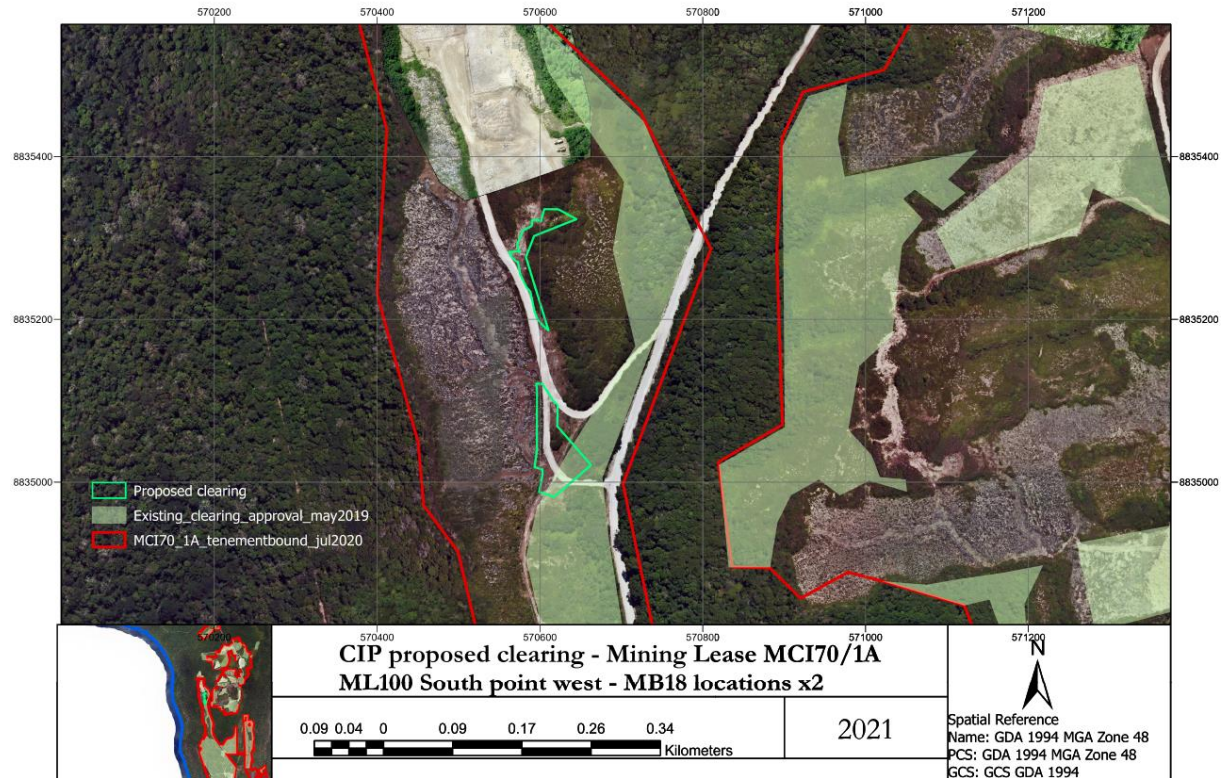 570200 570400 570600 570800 571000 571200
8835400 8835400
8835200 8835200
8835000 8835000
Proposed clearing
Existing_clearing_approval_may2019
MCI70_1A_tenementbound_jul2020
570200 570400 570600 570800 571000 571200
CIP proposed clearing - Mining Lease MCI70/1A
ML100 South point west - MB18 locations x2
0.09 0.04 0 0.09 0.17 0.26 0.34
Kilometers
2021
N
Spatial Reference
Name: GDA 1994 MGA Zone 48
PCS: GDA 1994 MGA Zone 48
GCS: GCS GDA 1994